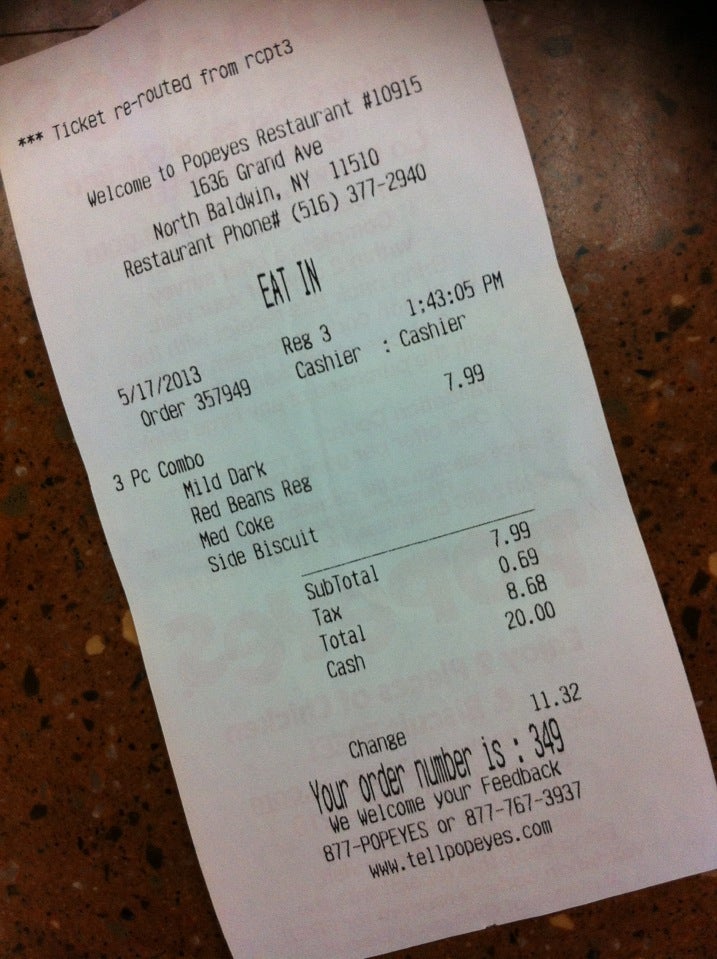 *** Ticket re-routed from rcpt3
Welcome to Popeyes Restaurant #10915
1636 Grand Ave
North Baldwin, NY 11510
Restaurant Phone# (516) 377-2940
EAT IN
5/17/2013 Reg 3 1;43:05 PM
Order 357949 Cashier : Cashier
3 Pc Combo 7.99
Mild Dark
Red Beans Reg
Med Coke
Side Biscuit
SubTotal 7.99
Tax 0.69
Total 8.68
Cash 20.00
Change 11.32
Your order number is : 349
We Welcome your Feedback
877-POPEYES or 877-767-3937
www.tellpopeyes.com